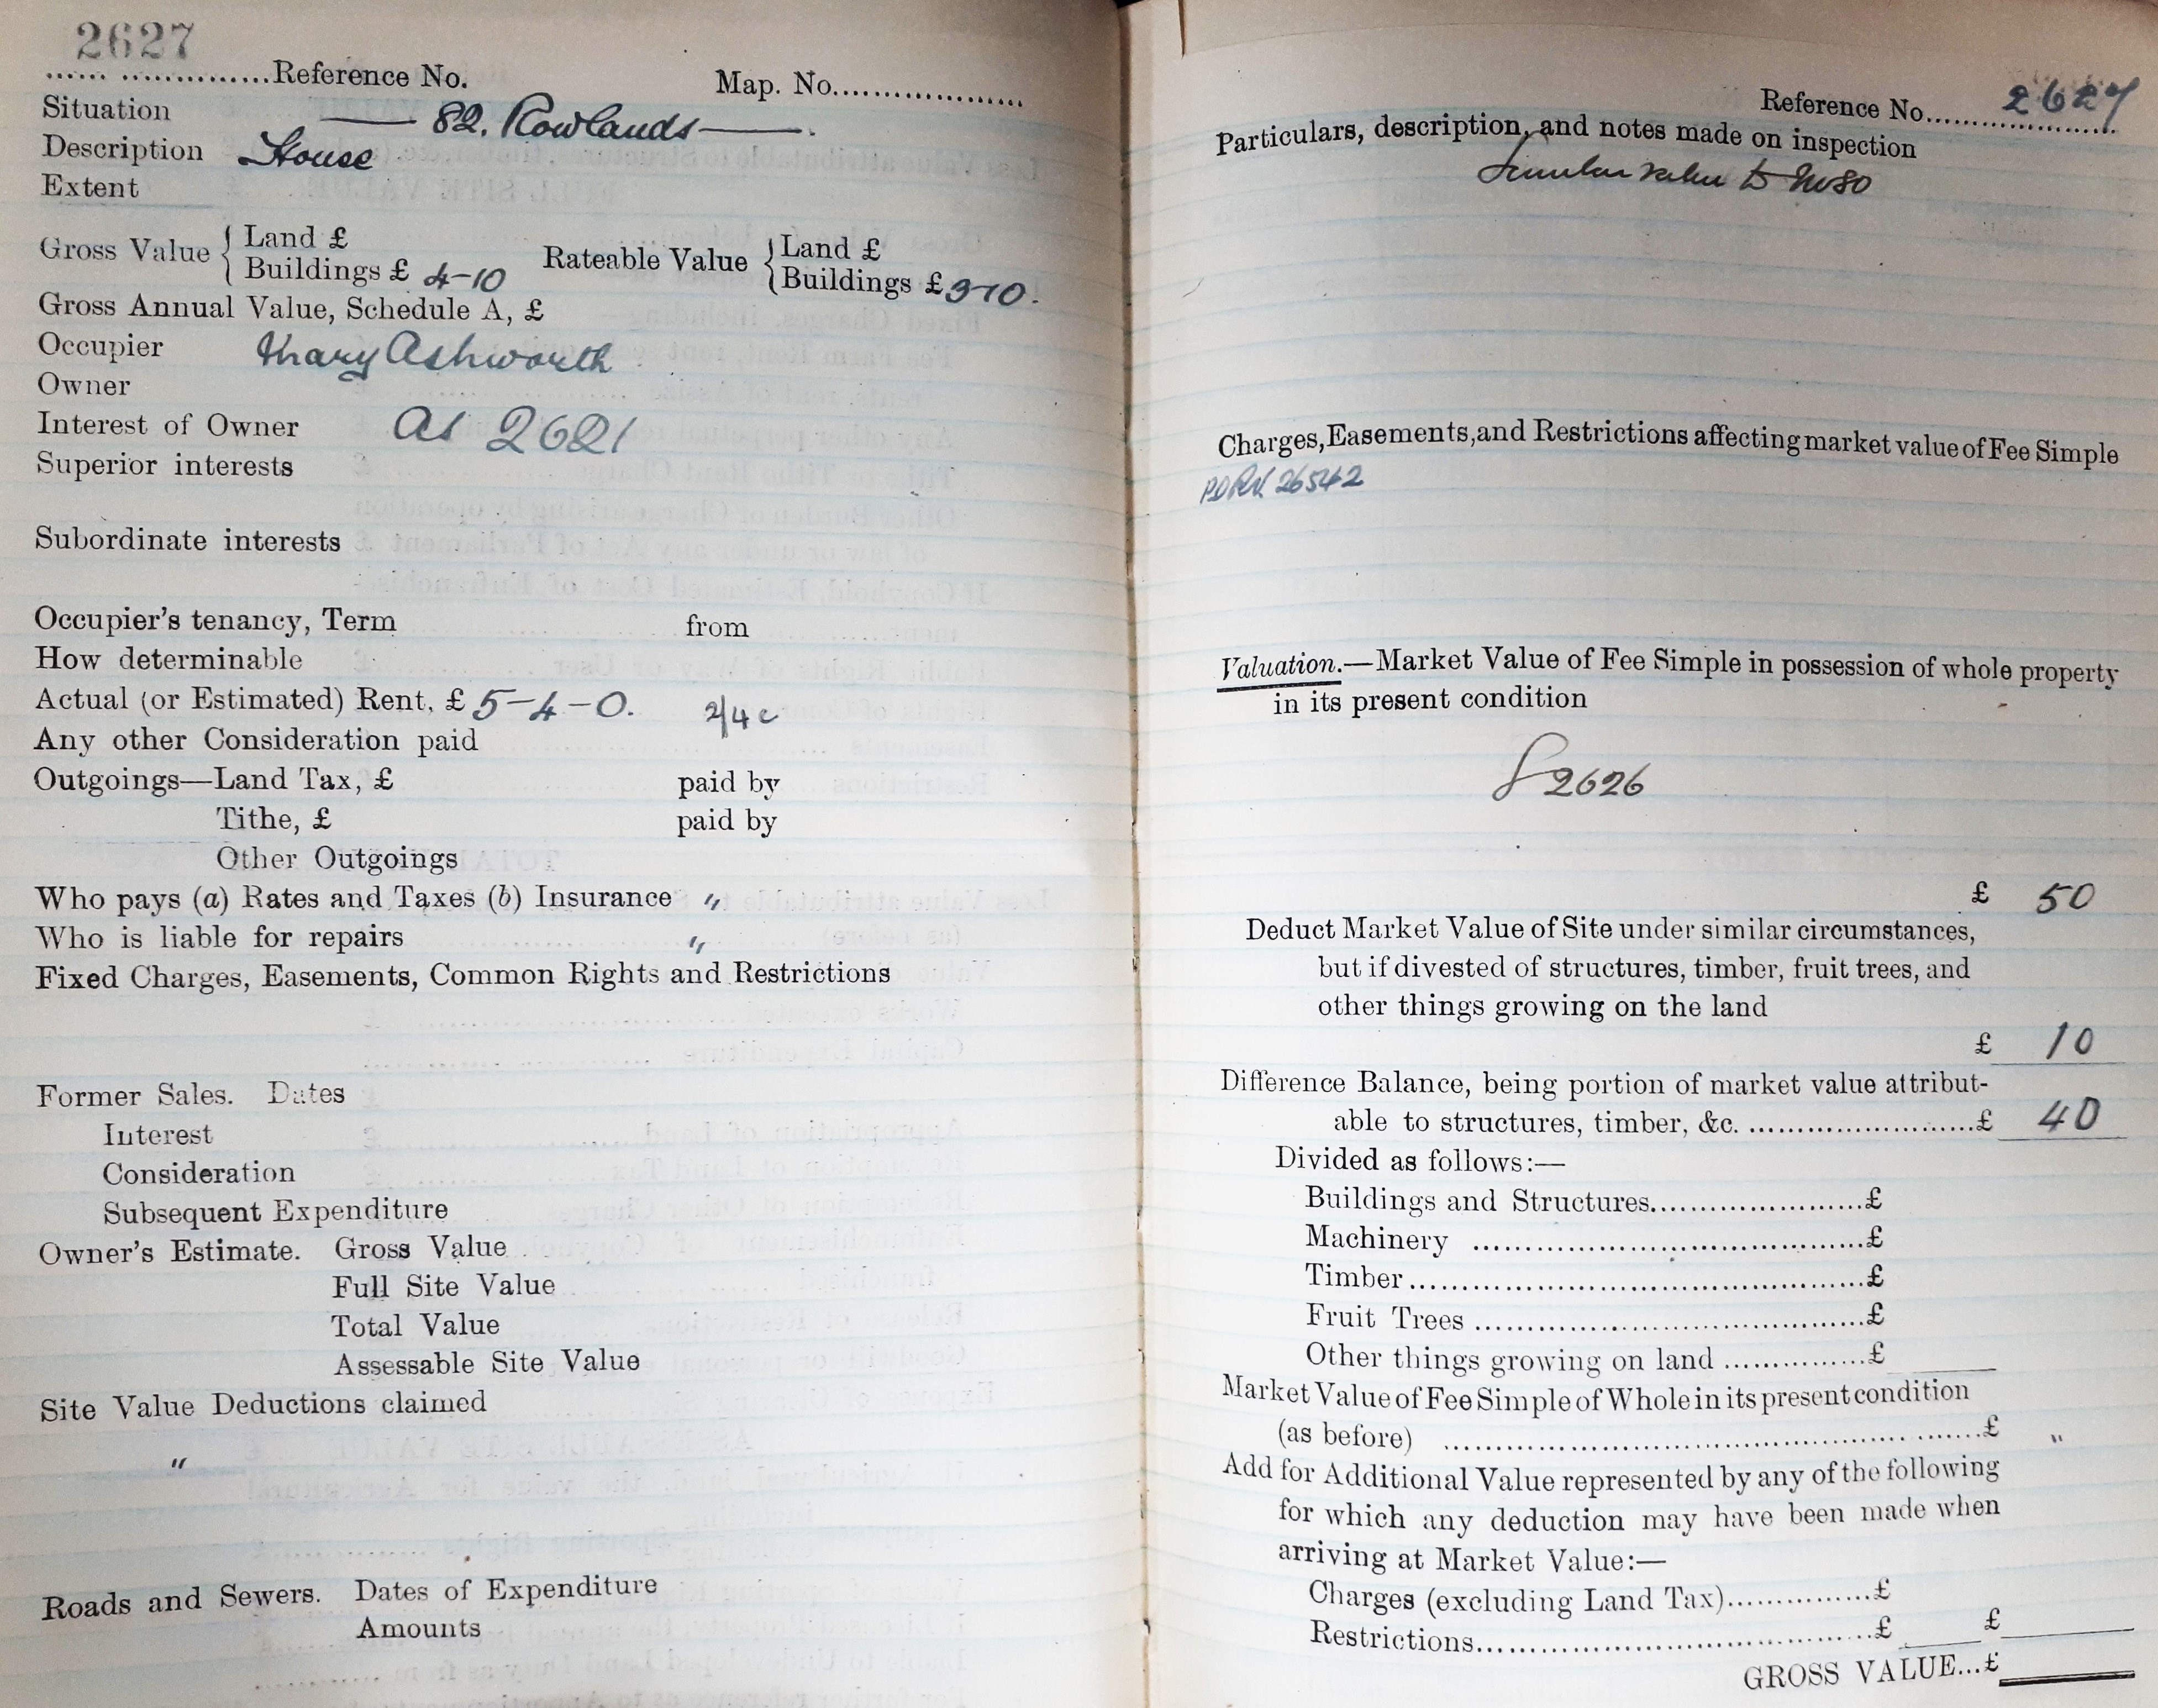 2627
...... ..............Reference No. Map. No....................
Situation — 82. Rowlands — .
Description House
Extent
Gross Value { Land £
Buildings £ 4-10 Rateable Value { Land £
Buildings £ 3-10.
Gross Annual Value, Schedule A, £
Occupier Mary Ashworth
Owner
Interest of Owner As 2621
Superior interests
Subordinate interests
Occupier's tenancy, Term from
How determinable
Actual (or Estimated) Rent, £ 5-4-0. 2/4 c
Any other Consideration paid
Outgoings—Land Tax, £ paid by
Tithe, £ paid by
Other Outgoings
Who pays (a) Rates and Taxes (b) Insurance "
Who is liable for repairs "
Fixed Charges, Easements, Common Rights and Restrictions
Former Sales. Dates
Interest
Consideration
Subsequent Expenditure
Owner's Estimate. Gross Value
Full Site Value
Total Value
Assessable Site Value
Site Value Deductions claimed
"
Roads and Sewers. Dates of Expenditure
Amounts
Reference No.................... 2627
Particulars, description, and notes made on inspection
Similar value to No 80
Charges, Easements, and Restrictions affecting market value of Fee Simple
26542
Valuation.—Market Value of Fee Simple in possession of whole property
in its present condition
2626
£ 50
Deduct Market Value of Site under similar circumstances,
but if divested of structures, timber, fruit trees, and
other things growing on the land
£ 10
Difference Balance, being portion of market value attribut-
able to structures, timber, &c. ........................£ 40
Divided as follows:—
Buildings and Structures......................£
Machinery .......................................£
Timber..............................................£
Fruit Trees .......................................£
Other things growing on land ...............£
Market Value of Fee Simple of Whole in its present condition
(as before) .......................................................£ "
Add for Additional Value represented by any of the following
for which any deduction may have been made when
arriving at Market Value:—
Charges (excluding Land Tax)...............£
Restrictions.........................................£ £
GROSS VALUE...£